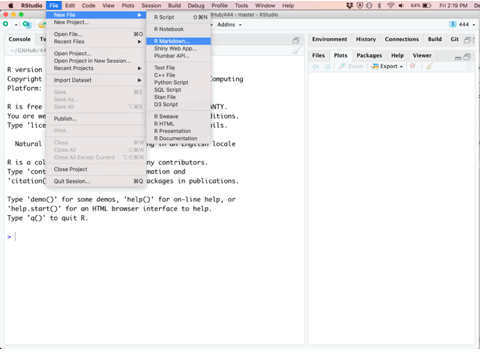 RStudio File Edit Code View Plots Session Build Debug Profile Tools Window Help 64% Fri 2:19 PM
GitHub/444 - master - RStudio
Addins
444
New File
New Project...
Open File... ⌘O
Recent Files
Open Project...
Open Project in New Session...
Recent Projects
Import Dataset
Save ⌘S
Save As...
Save All ⌥⌘S
Publish...
Print...
Close ⌘W
Close All ⇧⌘W
Close All Except Current ⌥⇧⌘W
Close Project
Quit Session... ⌘Q
R Script ⇧⌘N
R Notebook
R Markdown...
Shiny Web App...
Plumber API...
Text File
C++ File
Python Script
SQL Script
Stan File
D3 Script
R Sweave
R HTML
R Presentation
R Documentation
Console
R version
Copyright Computing
Platform:
R is free ANTY.
You are we ditions.
Type 'lice ails.
Natural ng in an English locale
R is a col ny contributors.
Type 'cont ormation and
'citation( packages in publications.
Type 'demo()' for some demos, 'help()' for on-line help, or
'help.start()' for an HTML browser interface to help.
Type 'q()' to quit R.
>
Environment History Connections Build Git
Files Plots Packages Help Viewer
Zoom Export